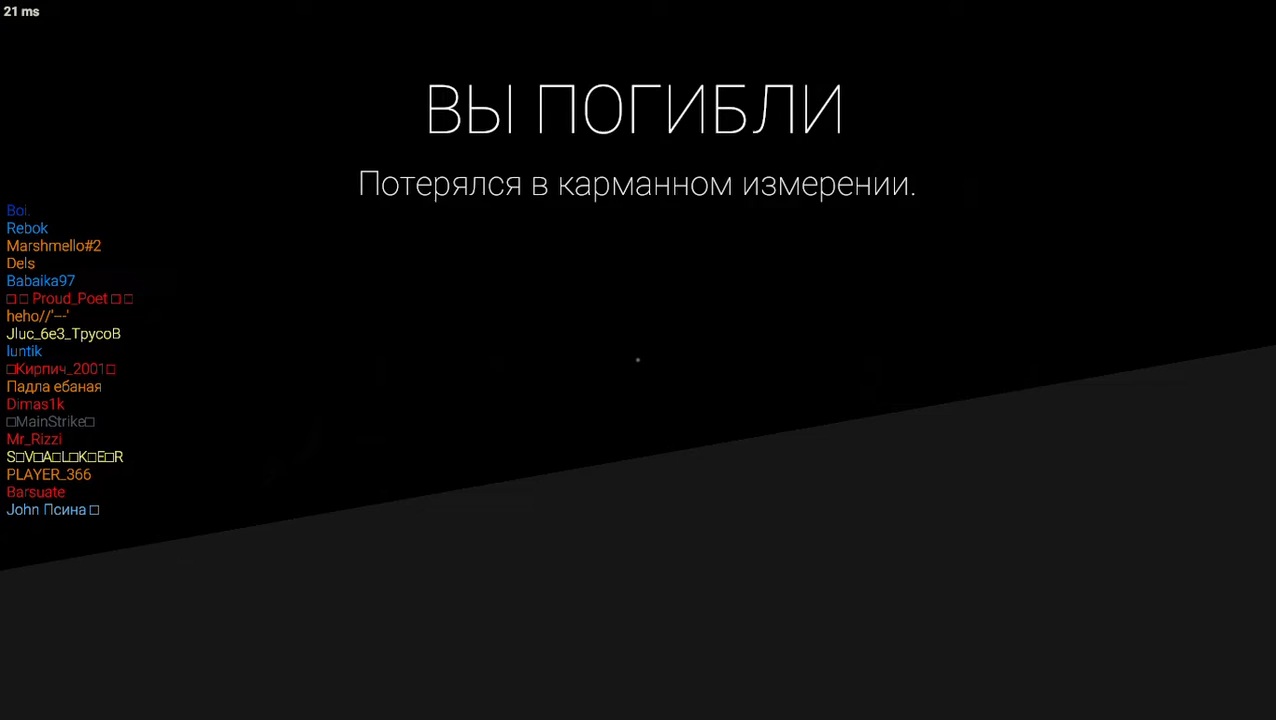 21 ms
ВЫ ПОГИБЛИ
Потерялся в карманном измерении.
Boi.
Rebok
Marshmello#2
Dels
Babaika97
□ □ Proud_Poet □ □
heho//'---'
Jluc_6e3_TpycoB
luntik
□Кирпич_2001□
Падла ебаная
Dimas1k
□MainStrike□
Mr_Rizzi
S□V□A□L□K□E□R
PLAYER_366
Barsuate
John Псина □